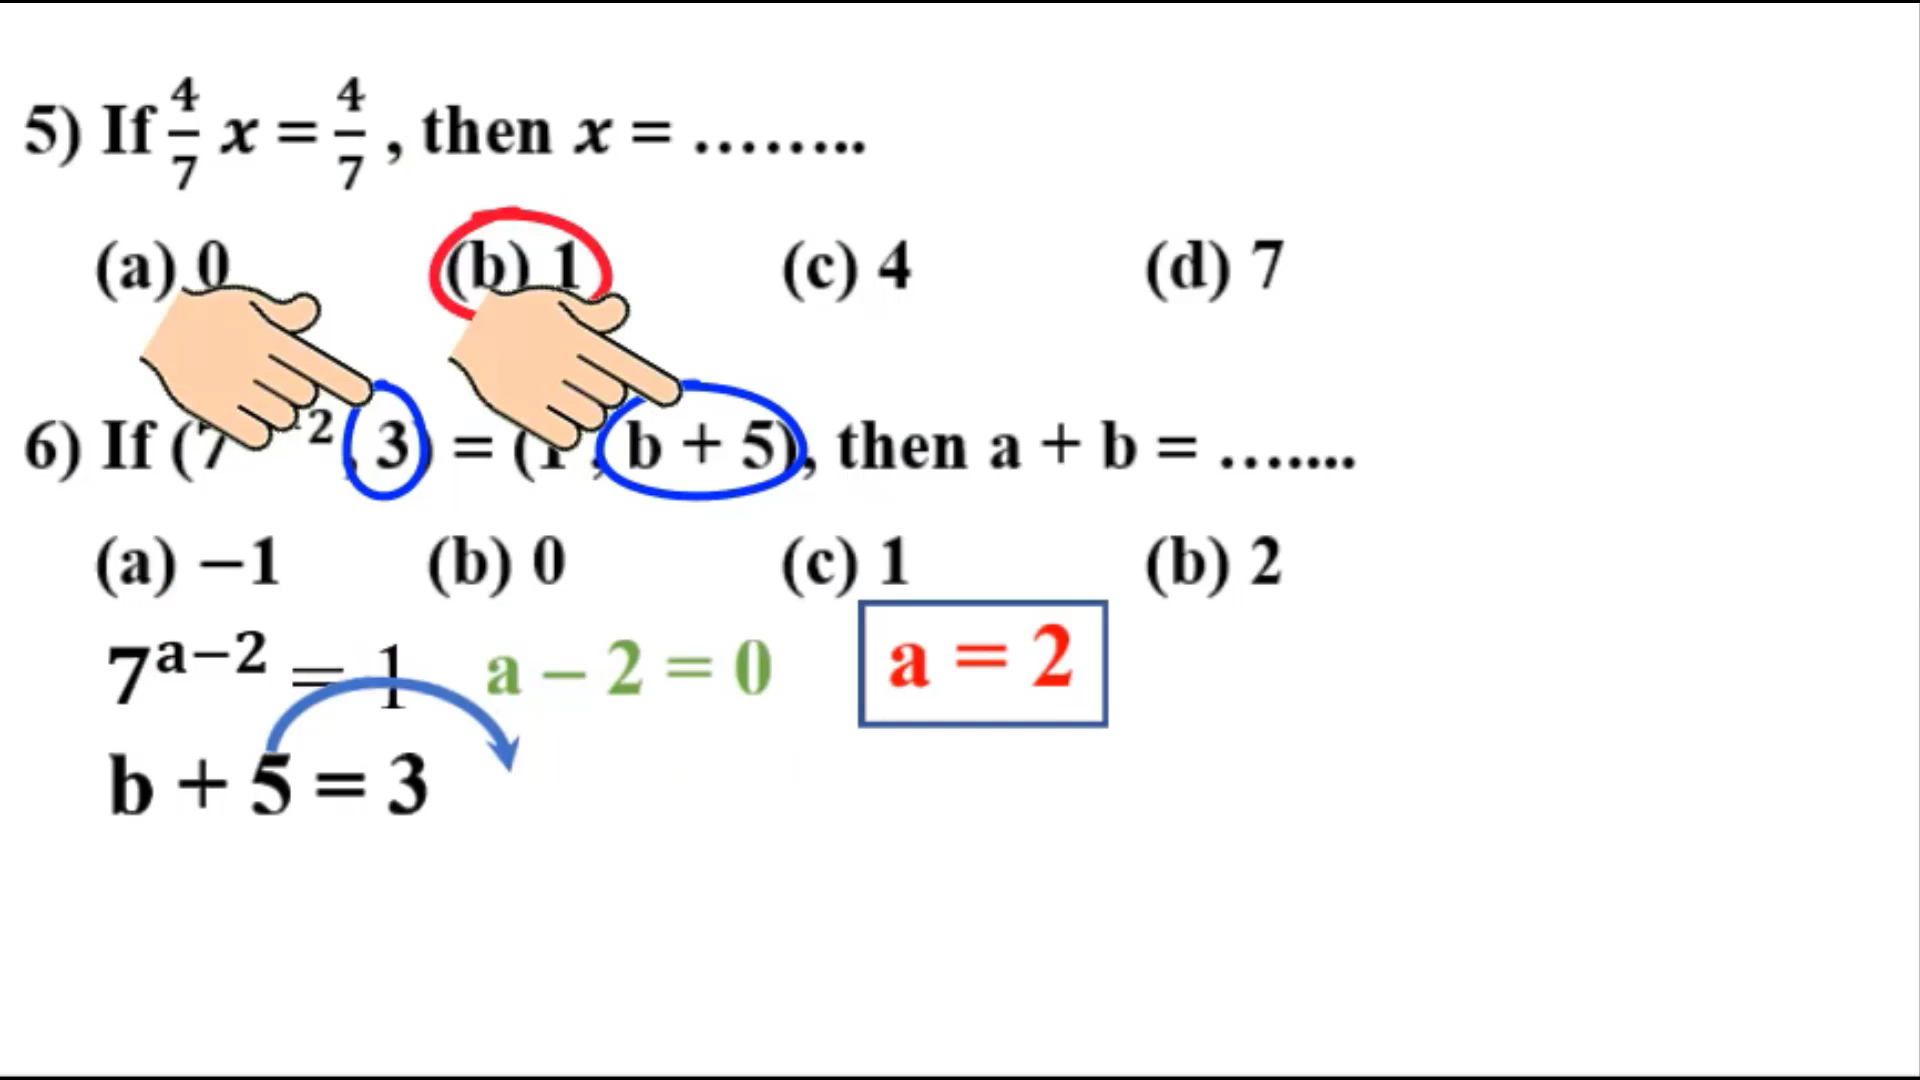 5) If 4/7 x = 4/7 , then x = ........
(a) 0 (b) 1 (c) 4 (d) 7
6) If (7 ² , 3) = (1 , b + 5), then a + b = .......
(a) −1 (b) 0 (c) 1 (b) 2
7ᵃ⁻² = 1 a − 2 = 0 a = 2
b + 5 = 3